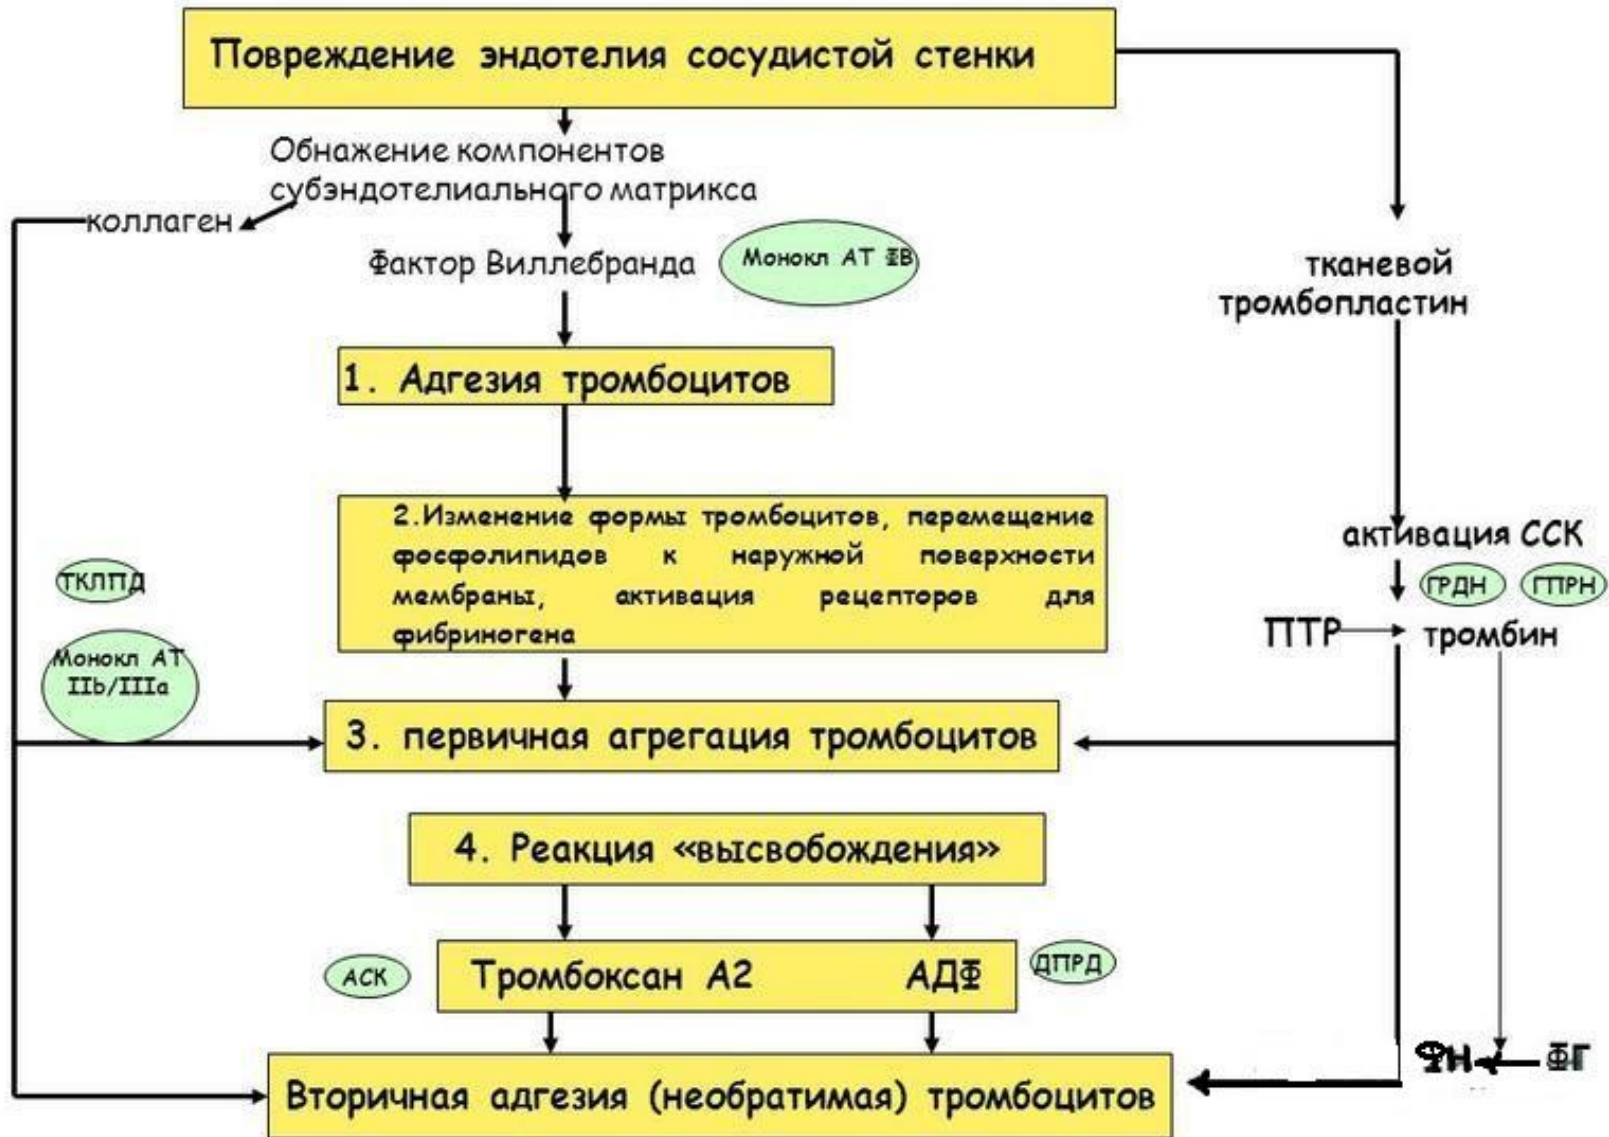 Повреждение эндотелия сосудистой стенки
Обнажение компонентов
субэндотелиального матрикса
коллаген
Фактор Виллебранда
Монокл АТ ФВ
тканевой
тромбопластин
1. Адгезия тромбоцитов
2.Изменение формы тромбоцитов, перемещение
фосфолипидов к наружной поверхности
мембраны, активация рецепторов для
фибриногена
активация ССК
ТКЛПД
ГРДН
ГПРН
Монокл АТ
IIb/IIIa
ПТР
тромбин
3. первичная агрегация тромбоцитов
4. Реакция «высвобождения»
АСК
Тромбоксан А2 АДФ
ДПРД
ФН
ФГ
Вторичная адгезия (необратимая) тромбоцитов